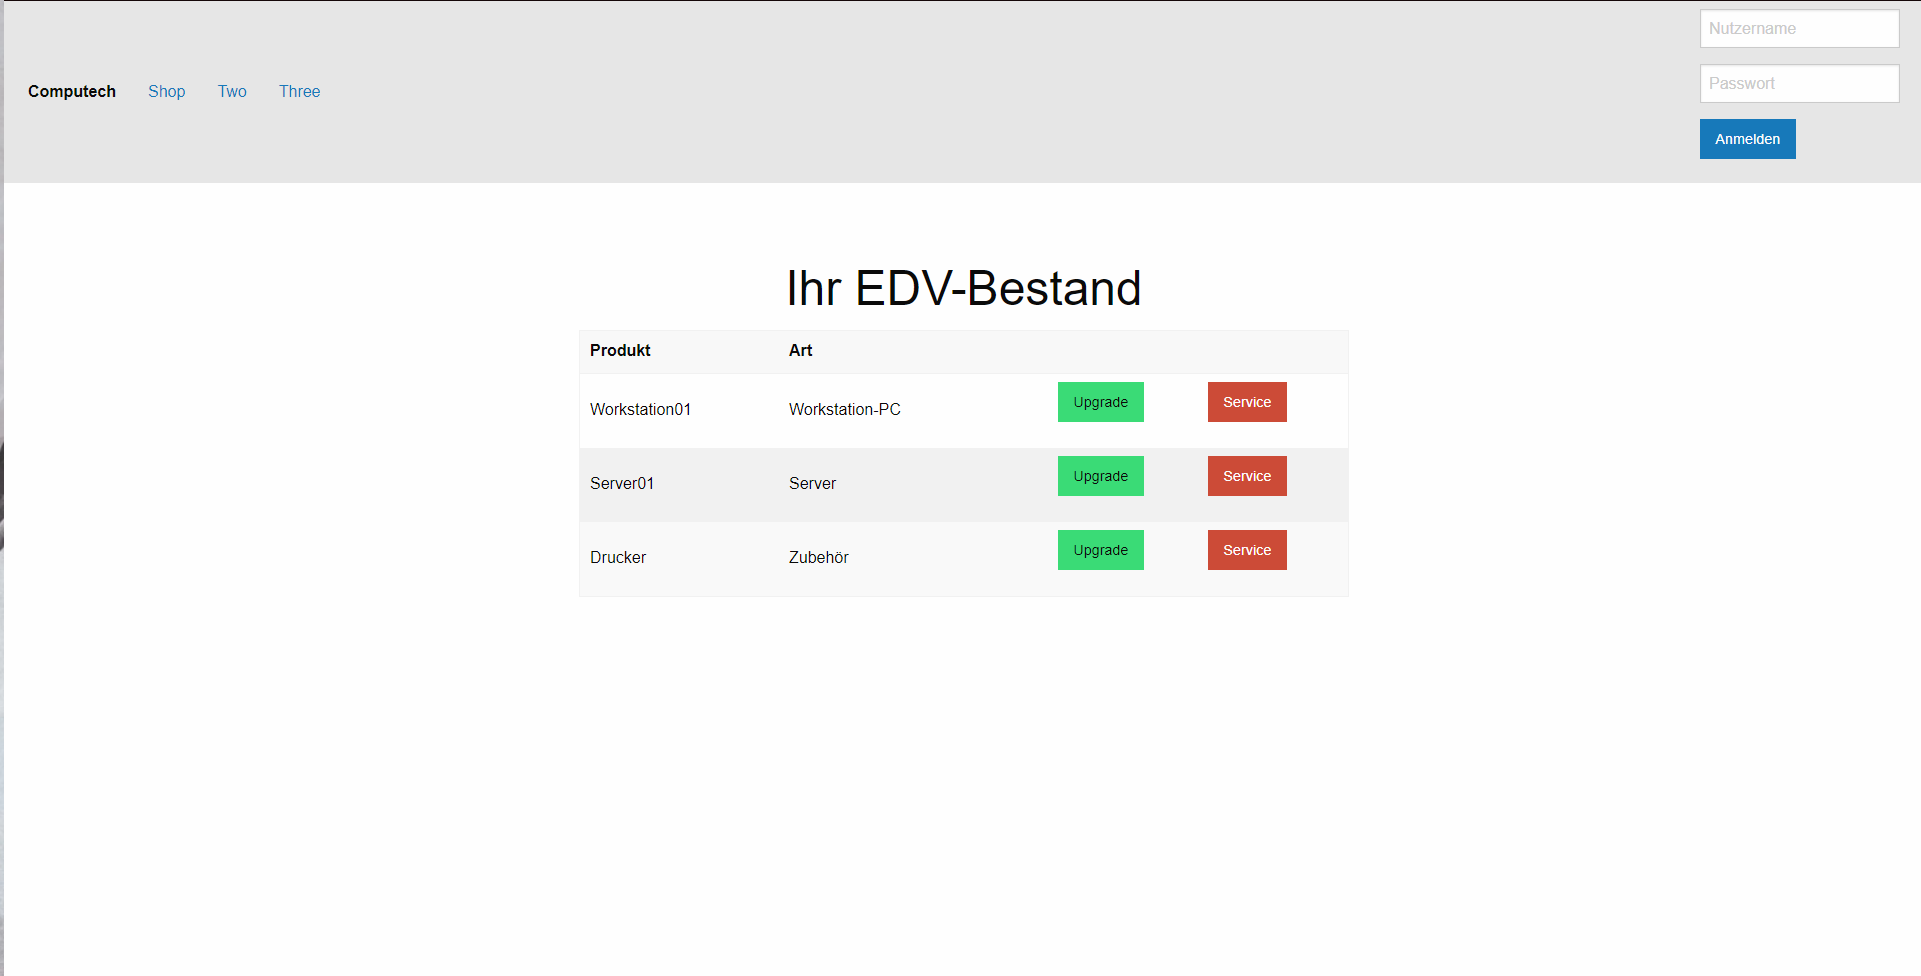 Nutzername
Passwort
Anmelden
Computech Shop Two Three
Ihr EDV-Bestand
Produkt Art
Workstation01 Workstation-PC Upgrade Service
Server01 Server Upgrade Service
Drucker Zubehör Upgrade Service